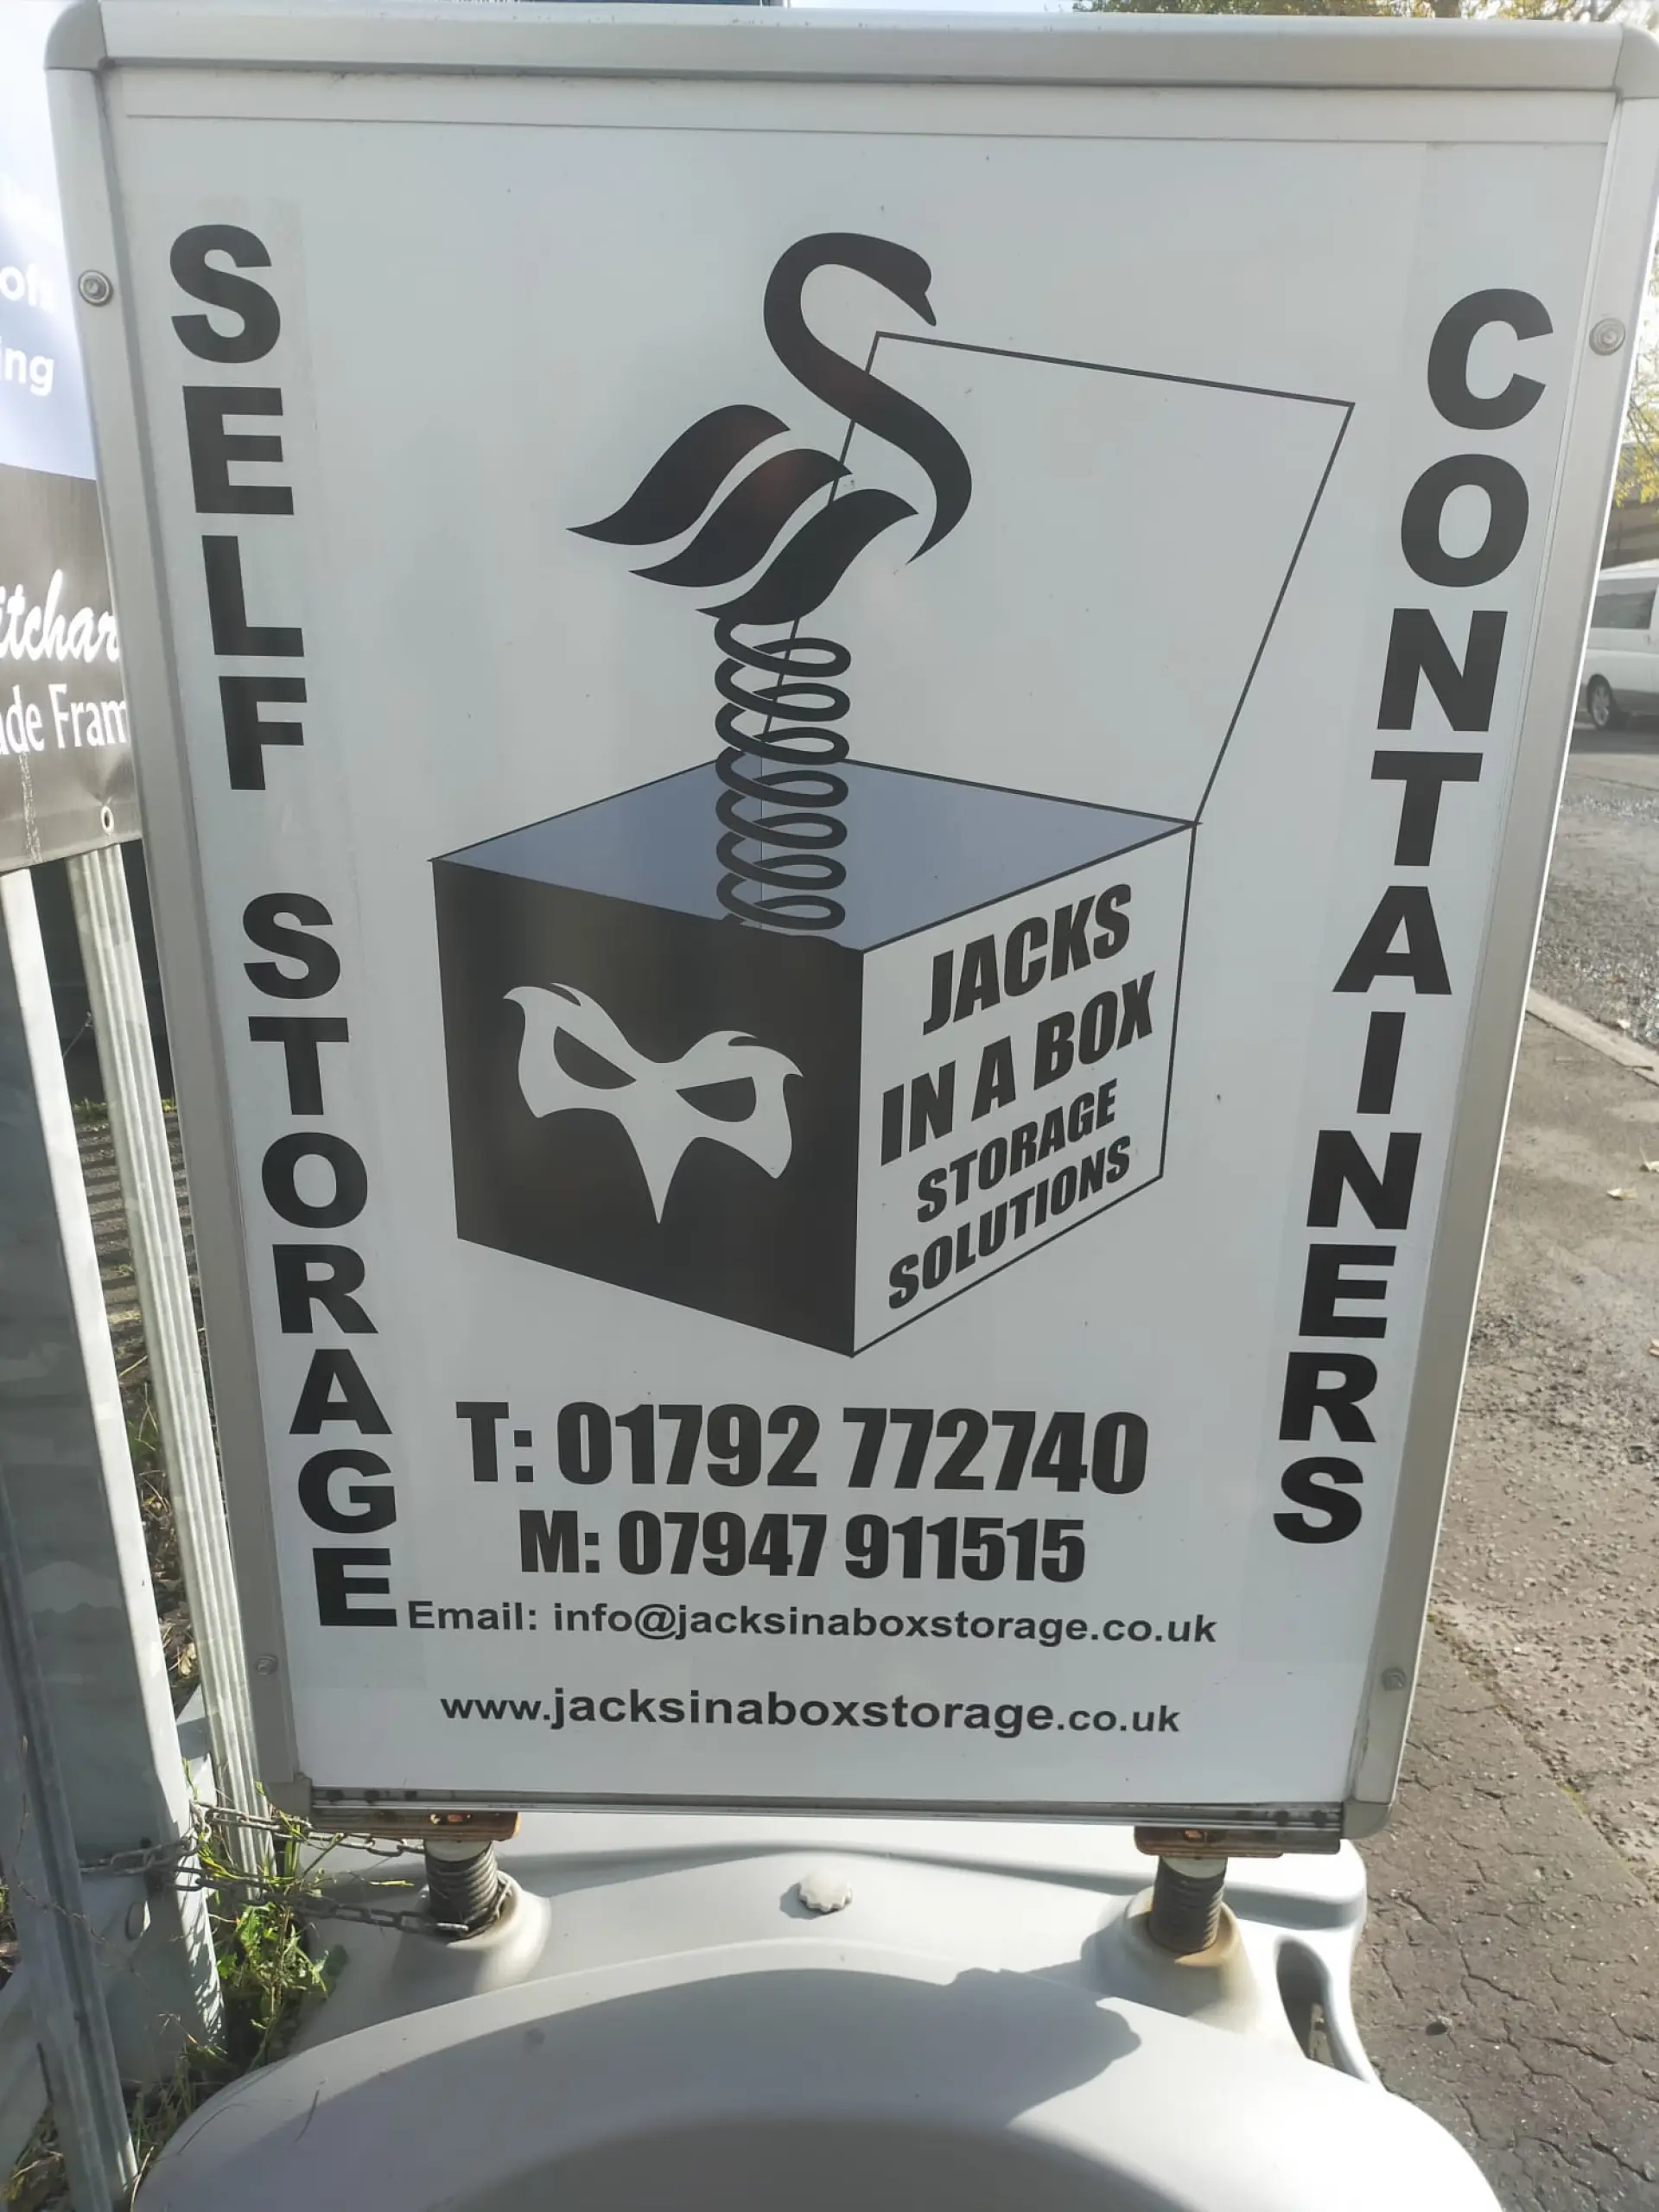 SELF STORAGE
CONTAINERS
JACKS
IN A BOX
STORAGE
SOLUTIONS
T: 01792 772740
M: 07947 911515
Email: info@jacksinaboxstorage.co.uk
www.jacksinaboxstorage.co.uk